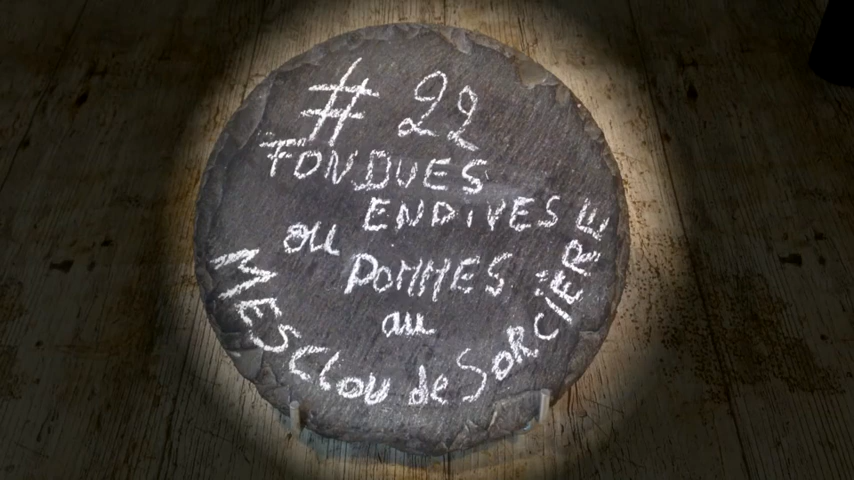 # 22
FONDUES
ENDIVES
ou
POMMES
au
MESCLOU de SORCIÈRE